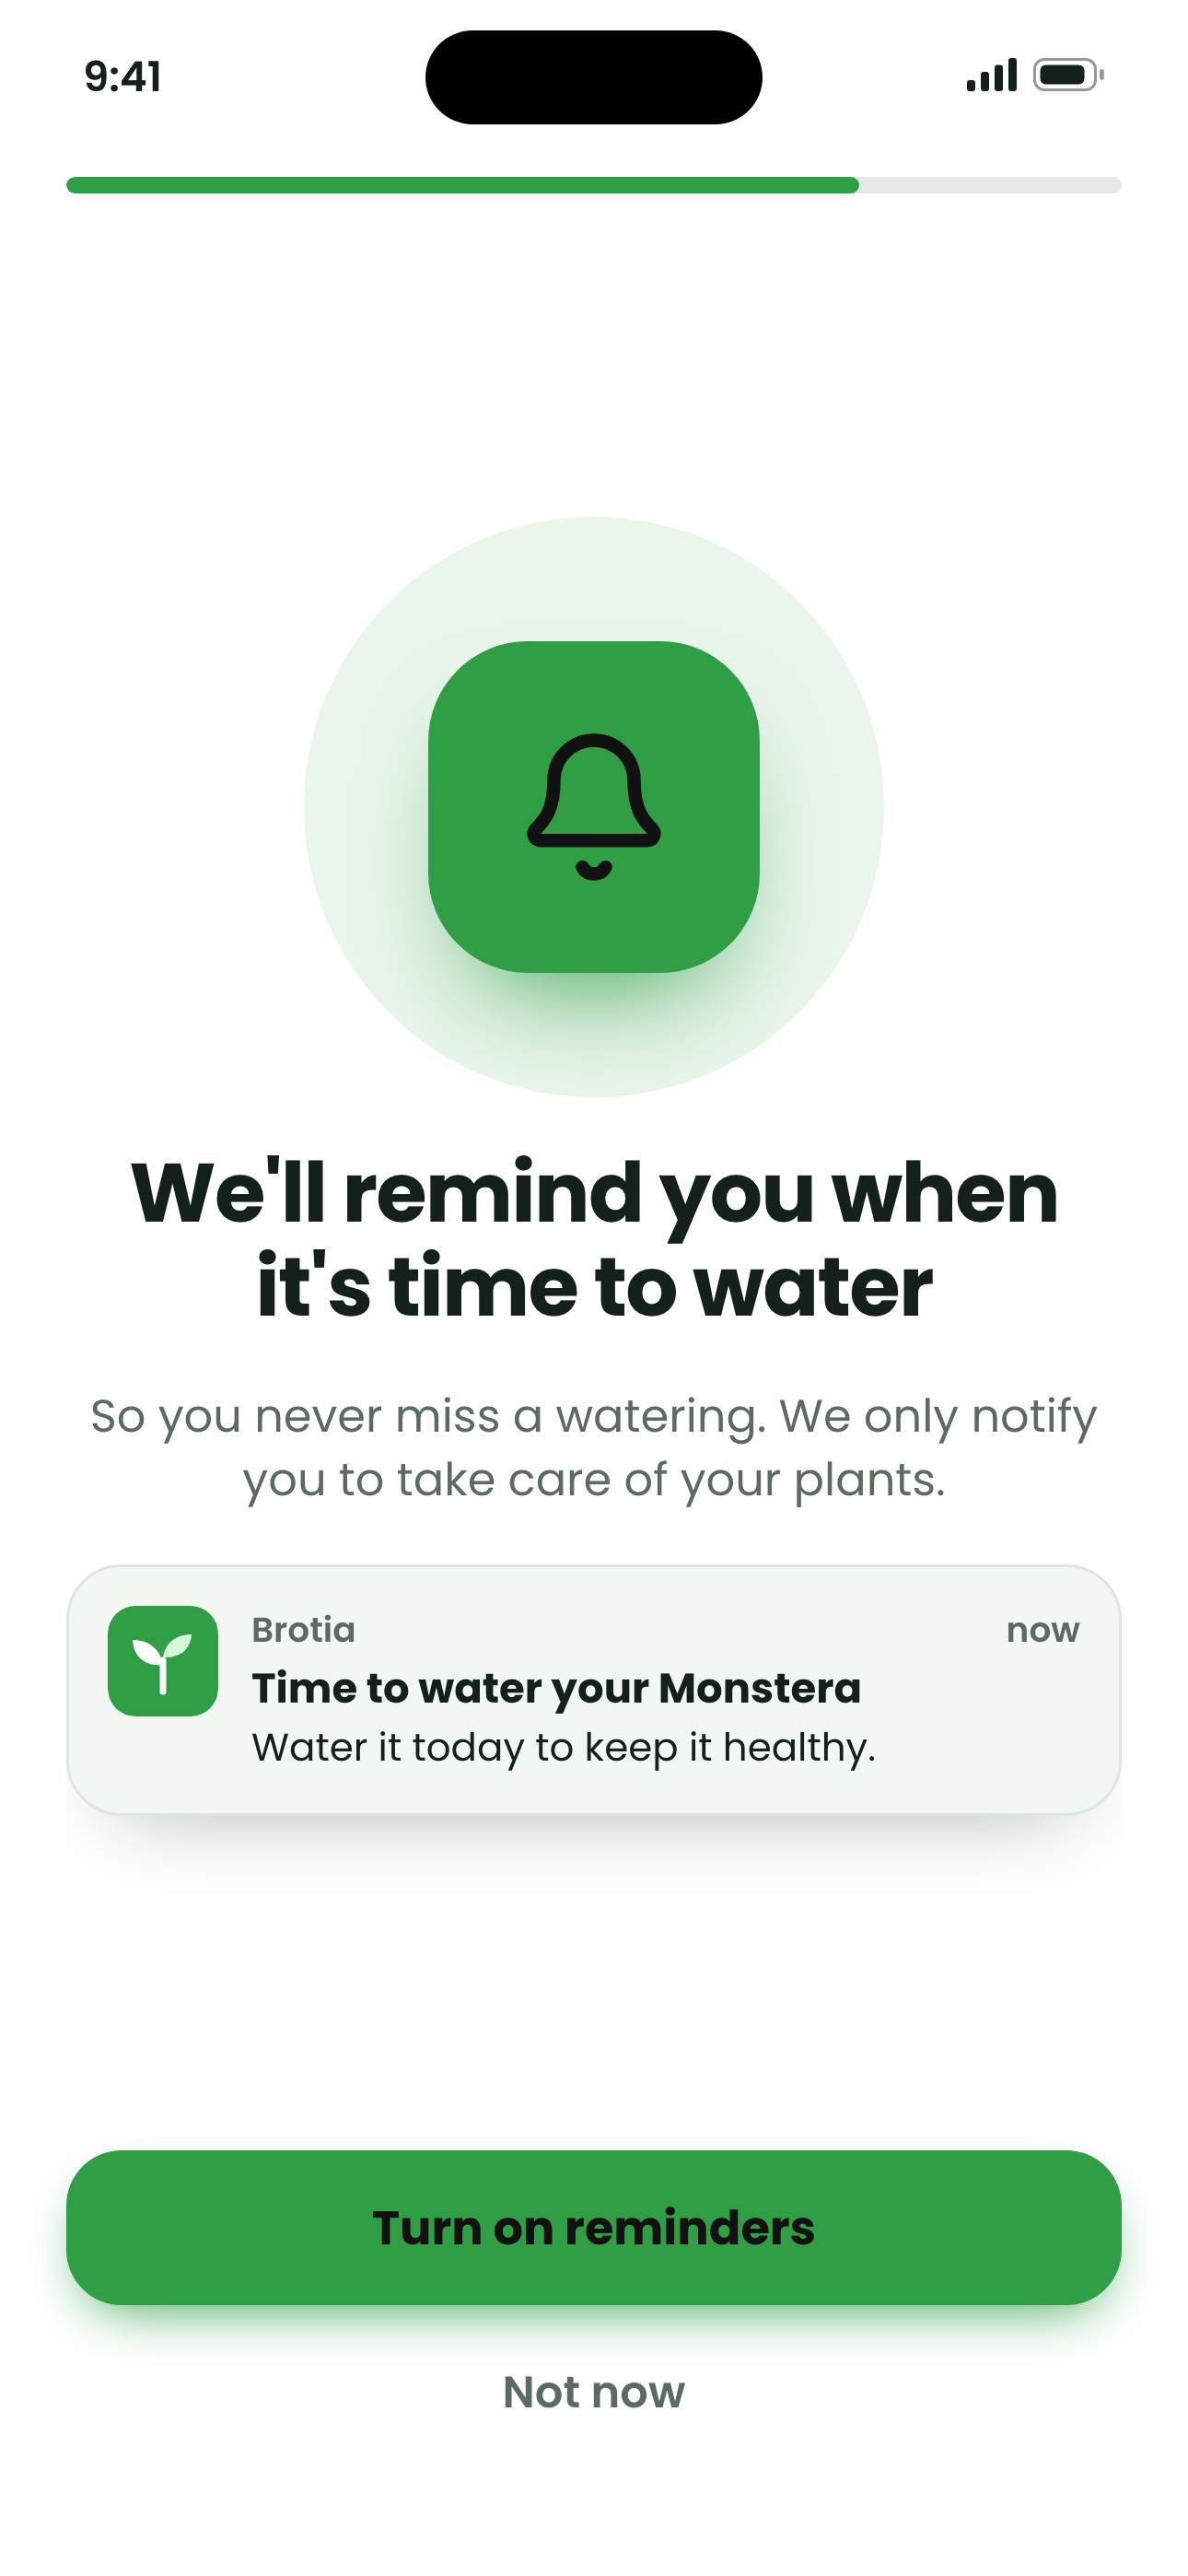 9:41
We'll remind you when
it's time to water
So you never miss a watering. We only notify
you to take care of your plants.
Brotia now
Time to water your Monstera
Water it today to keep it healthy.
Turn on reminders
Not now